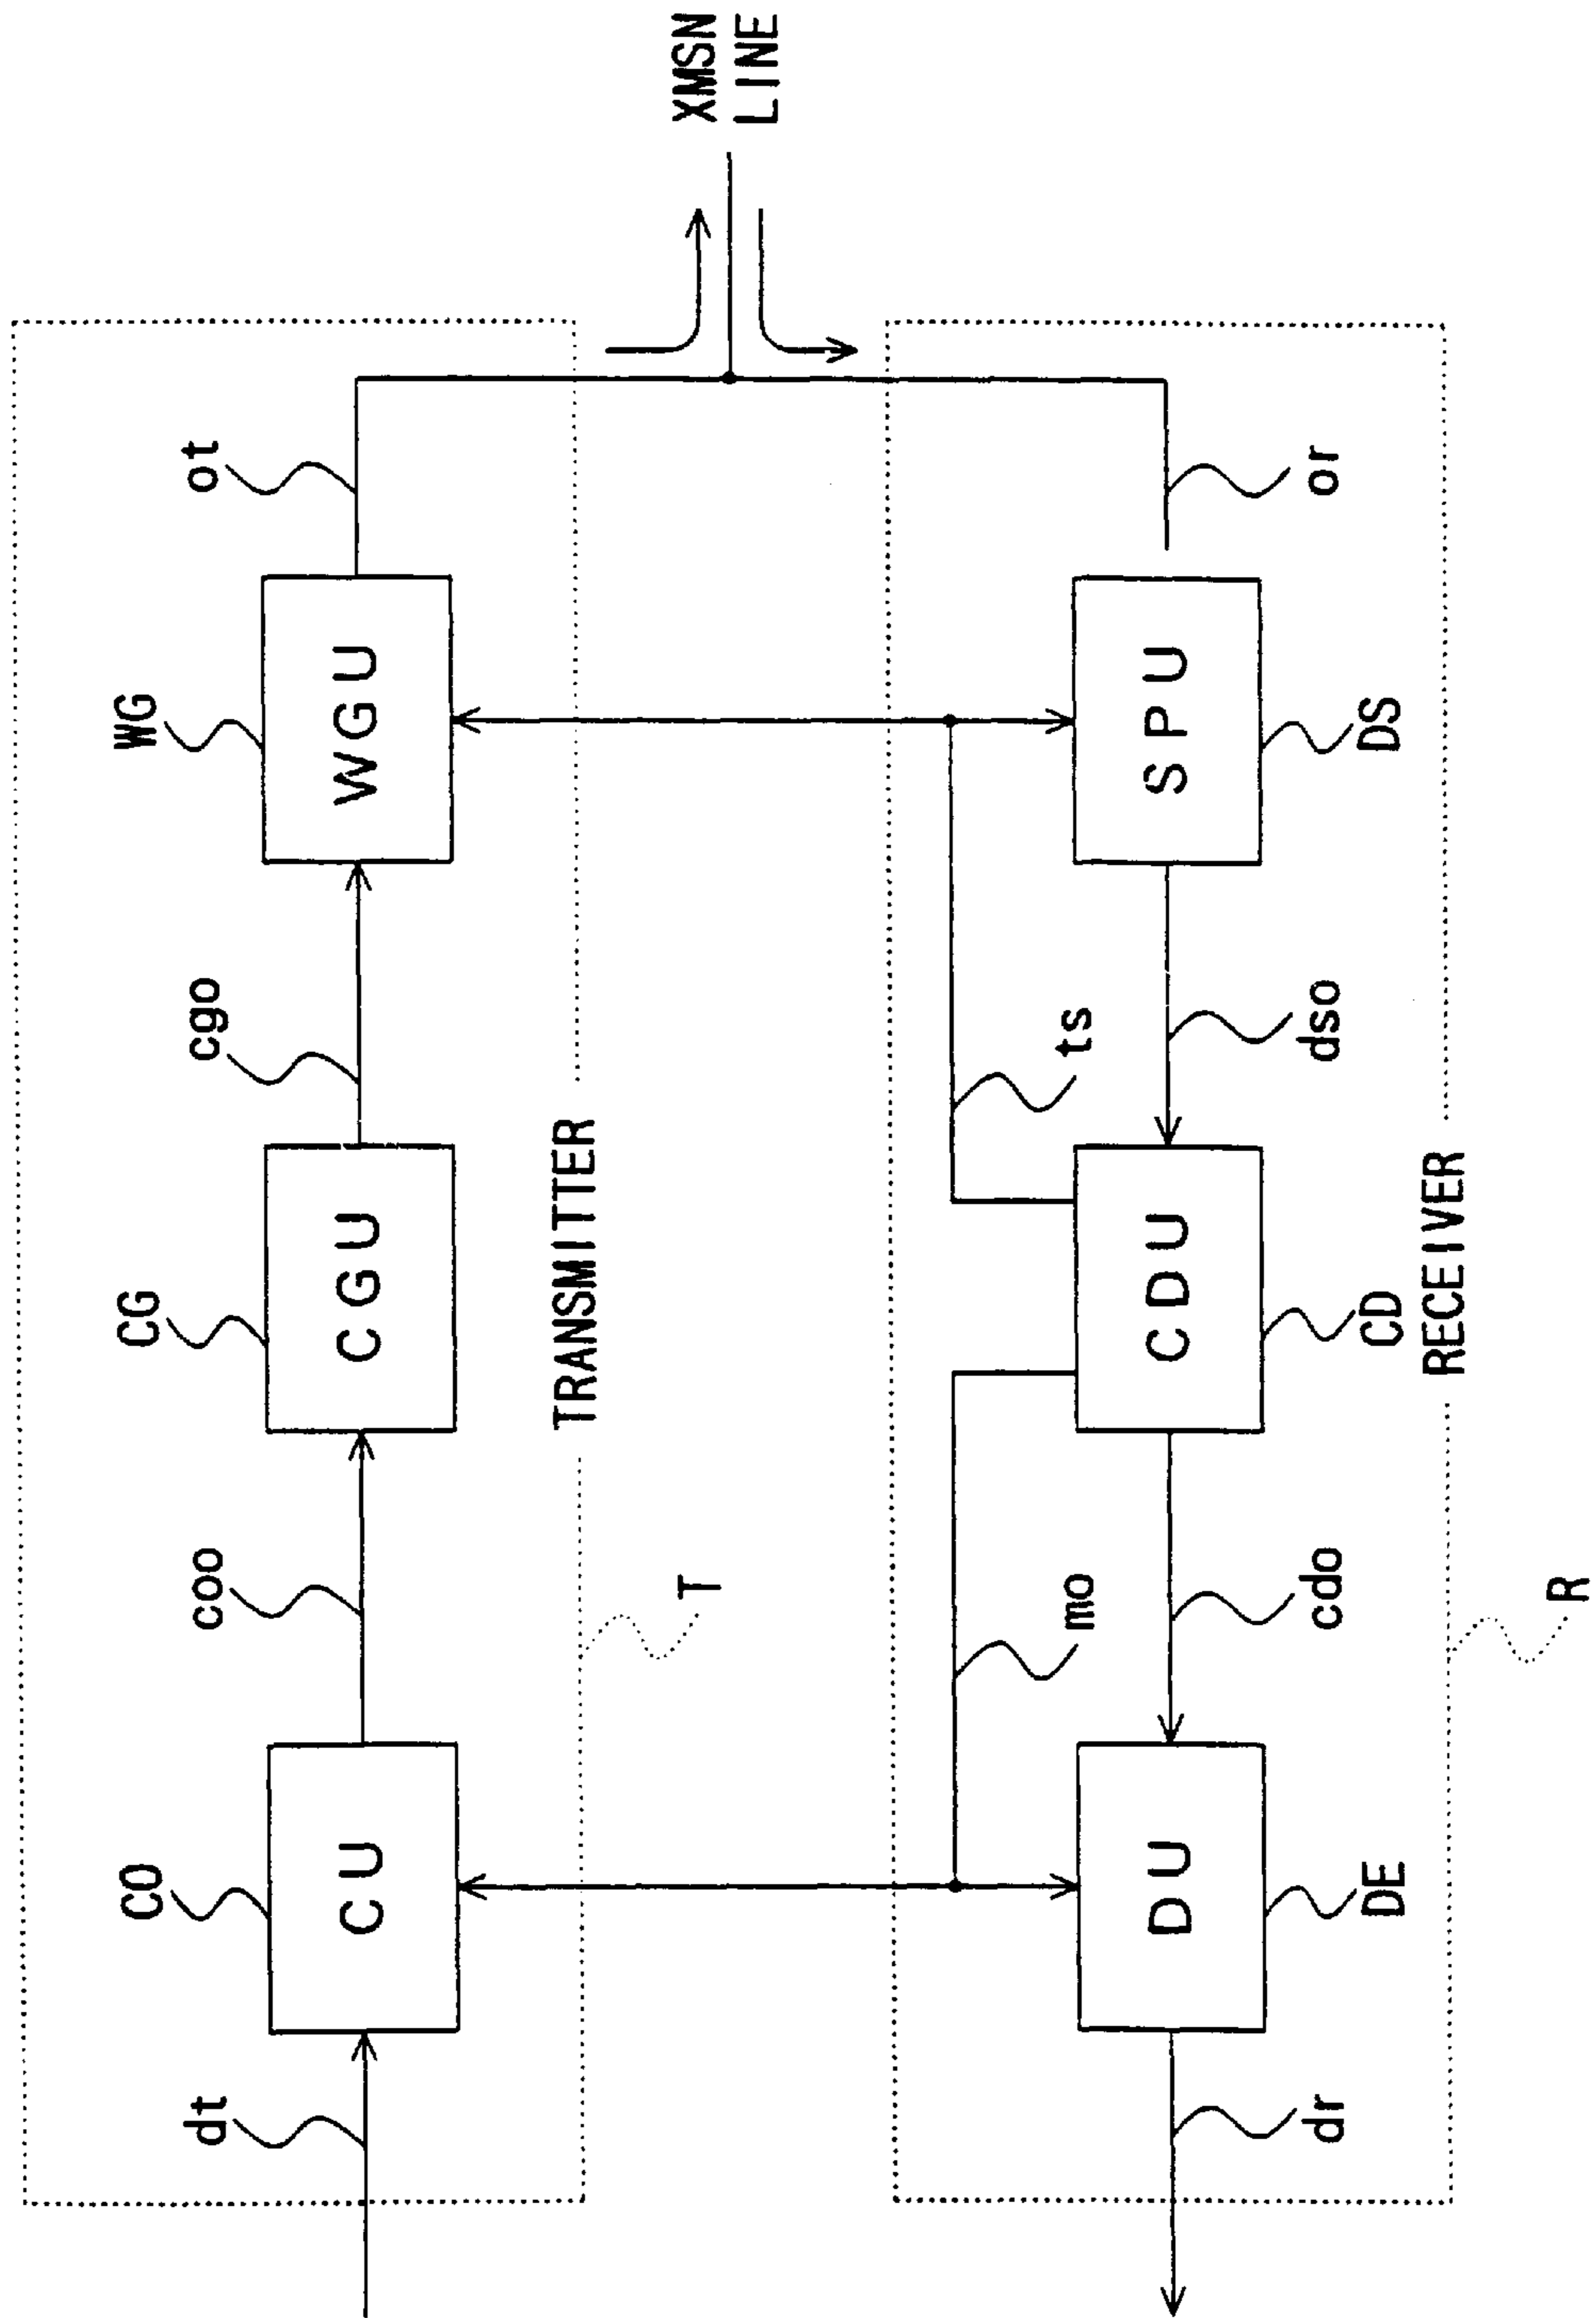 WG
CG
CO
ot
cgo
coo
dt
WGU
CGU
CU
TRANSMITTER
T
XMSN
LINE
ts
mo
SPU
CDU
DU
or
dso
cdo
dr
DS
CD
DE
RECEIVER
R